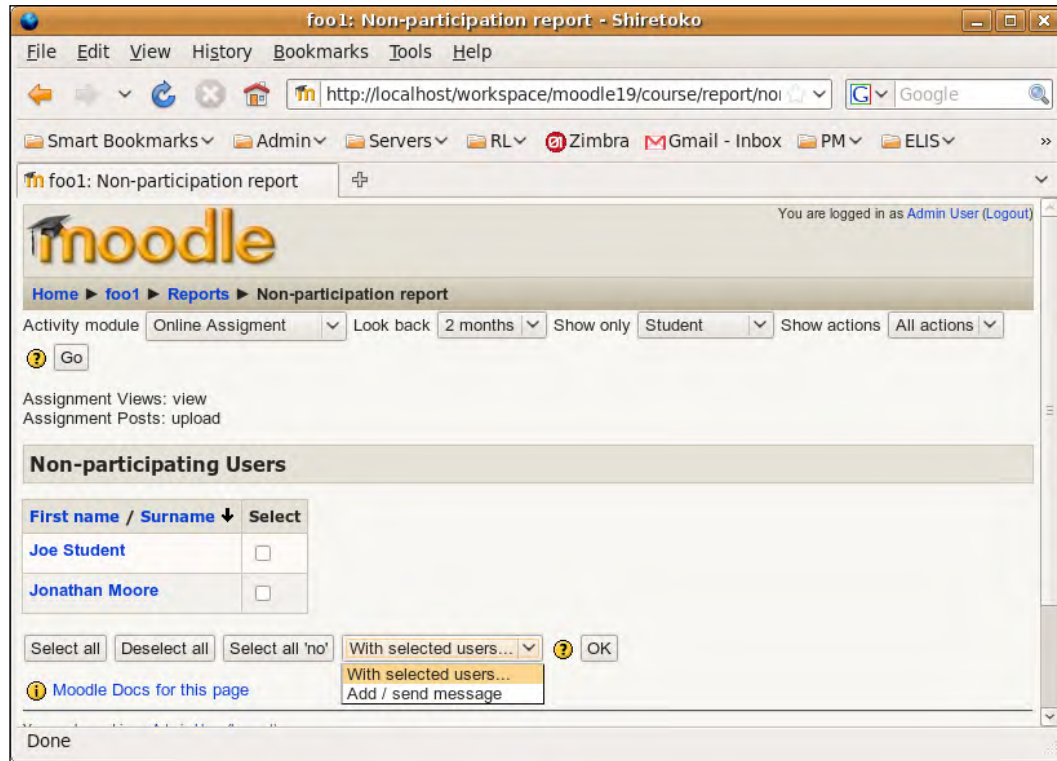 foo1: Non-participation report - Shiretoko
File Edit View History Bookmarks Tools Help
http://localhost/workspace/moodle19/course/report/no Google
Smart Bookmarks Admin Servers RL Zimbra Gmail - Inbox PM ELIS »
foo1: Non-participation report
You are logged in as Admin User (Logout)
moodle
Home ► foo1 ► Reports ► Non-participation report
Activity module Online Assigment Look back 2 months Show only Student Show actions All actions
Go
Assignment Views: view
Assignment Posts: upload
Non-participating Users
First name / Surname Select
Joe Student
Jonathan Moore
Select all Deselect all Select all 'no' With selected users... OK
With selected users...
Add / send message
Moodle Docs for this page
Done